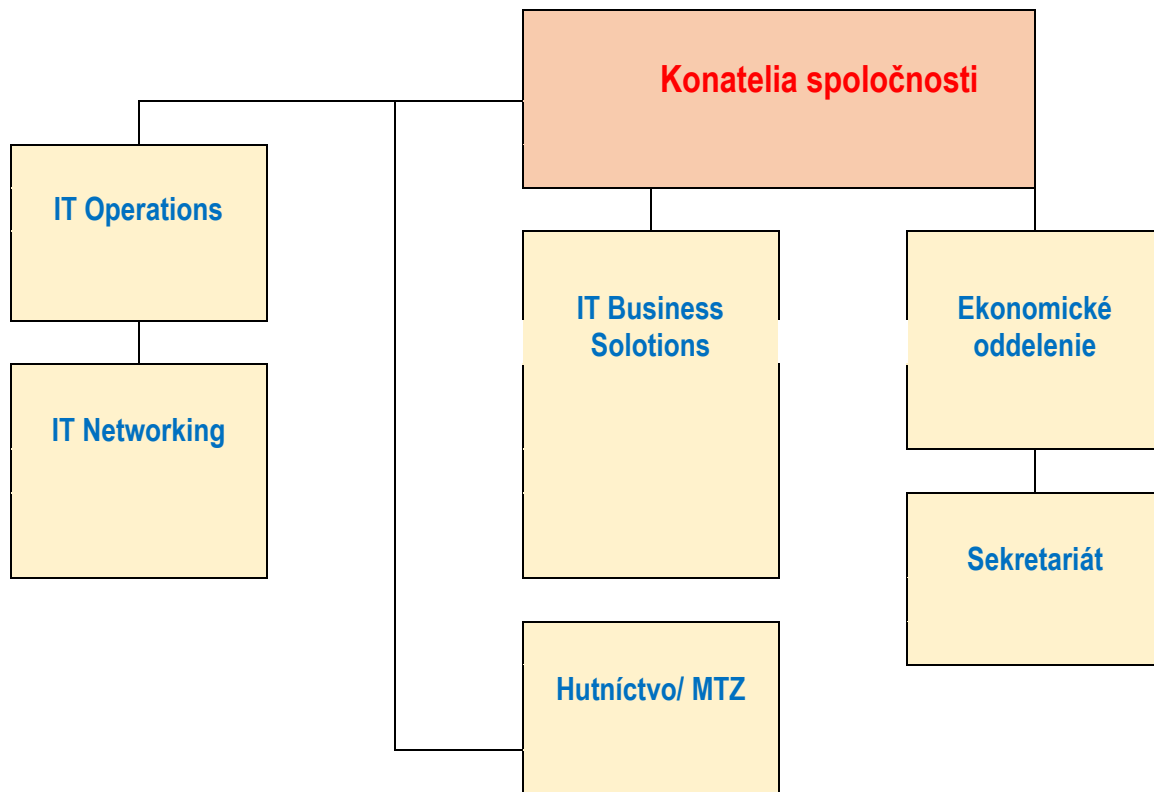 Konatelia spoločnosti
IT Operations
IT Business
Solotions
Ekonomické
oddelenie
IT Networking
Sekretariát
Hutníctvo/ MTZ